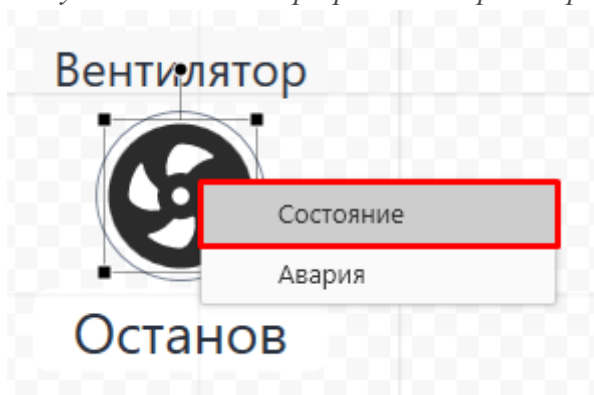 Вентилятор
Состояние
Авария
Останов